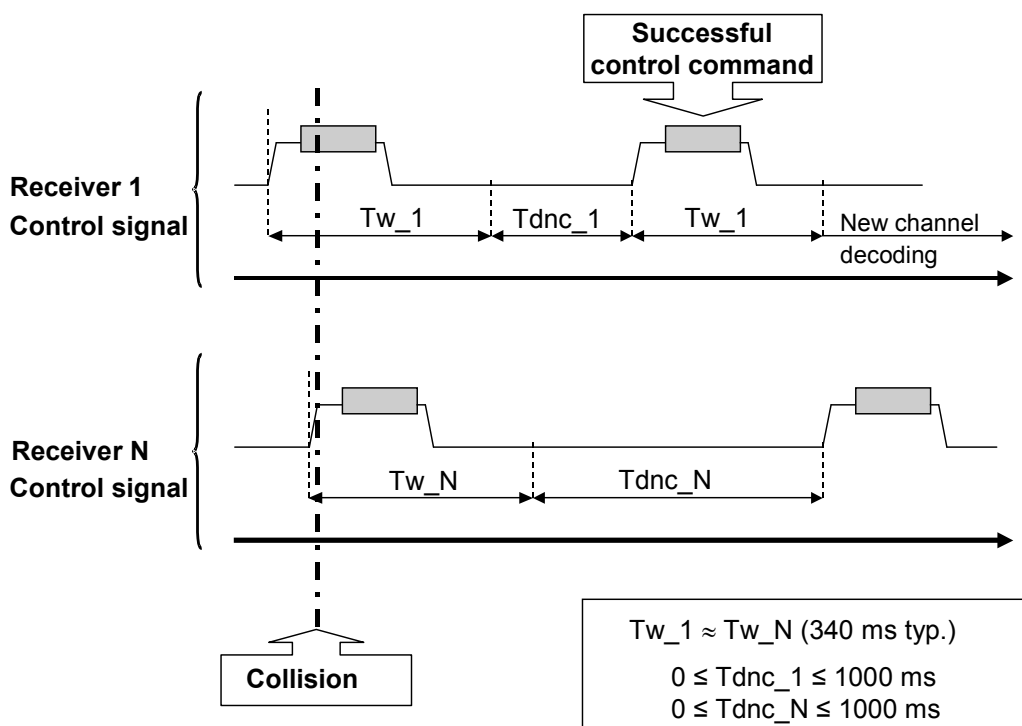 Successful
control command
Receiver 1
Control signal
Tw_1
Tdnc_1
Tw_1
New channel
decoding
Receiver N
Control signal
Tw_N
Tdnc_N
Collision
Tw_1 ≈ Tw_N (340 ms typ.)
0 ≤ Tdnc_1 ≤ 1000 ms
0 ≤ Tdnc_N ≤ 1000 ms